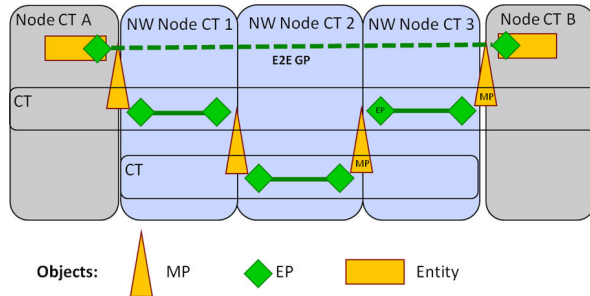 Node CT A
NW Node CT 1
NW Node CT 2
NW Node CT 3
Node CT B
E2E GP
MP
CT
EP
MP
CT
Objects:
MP
EP
Entity